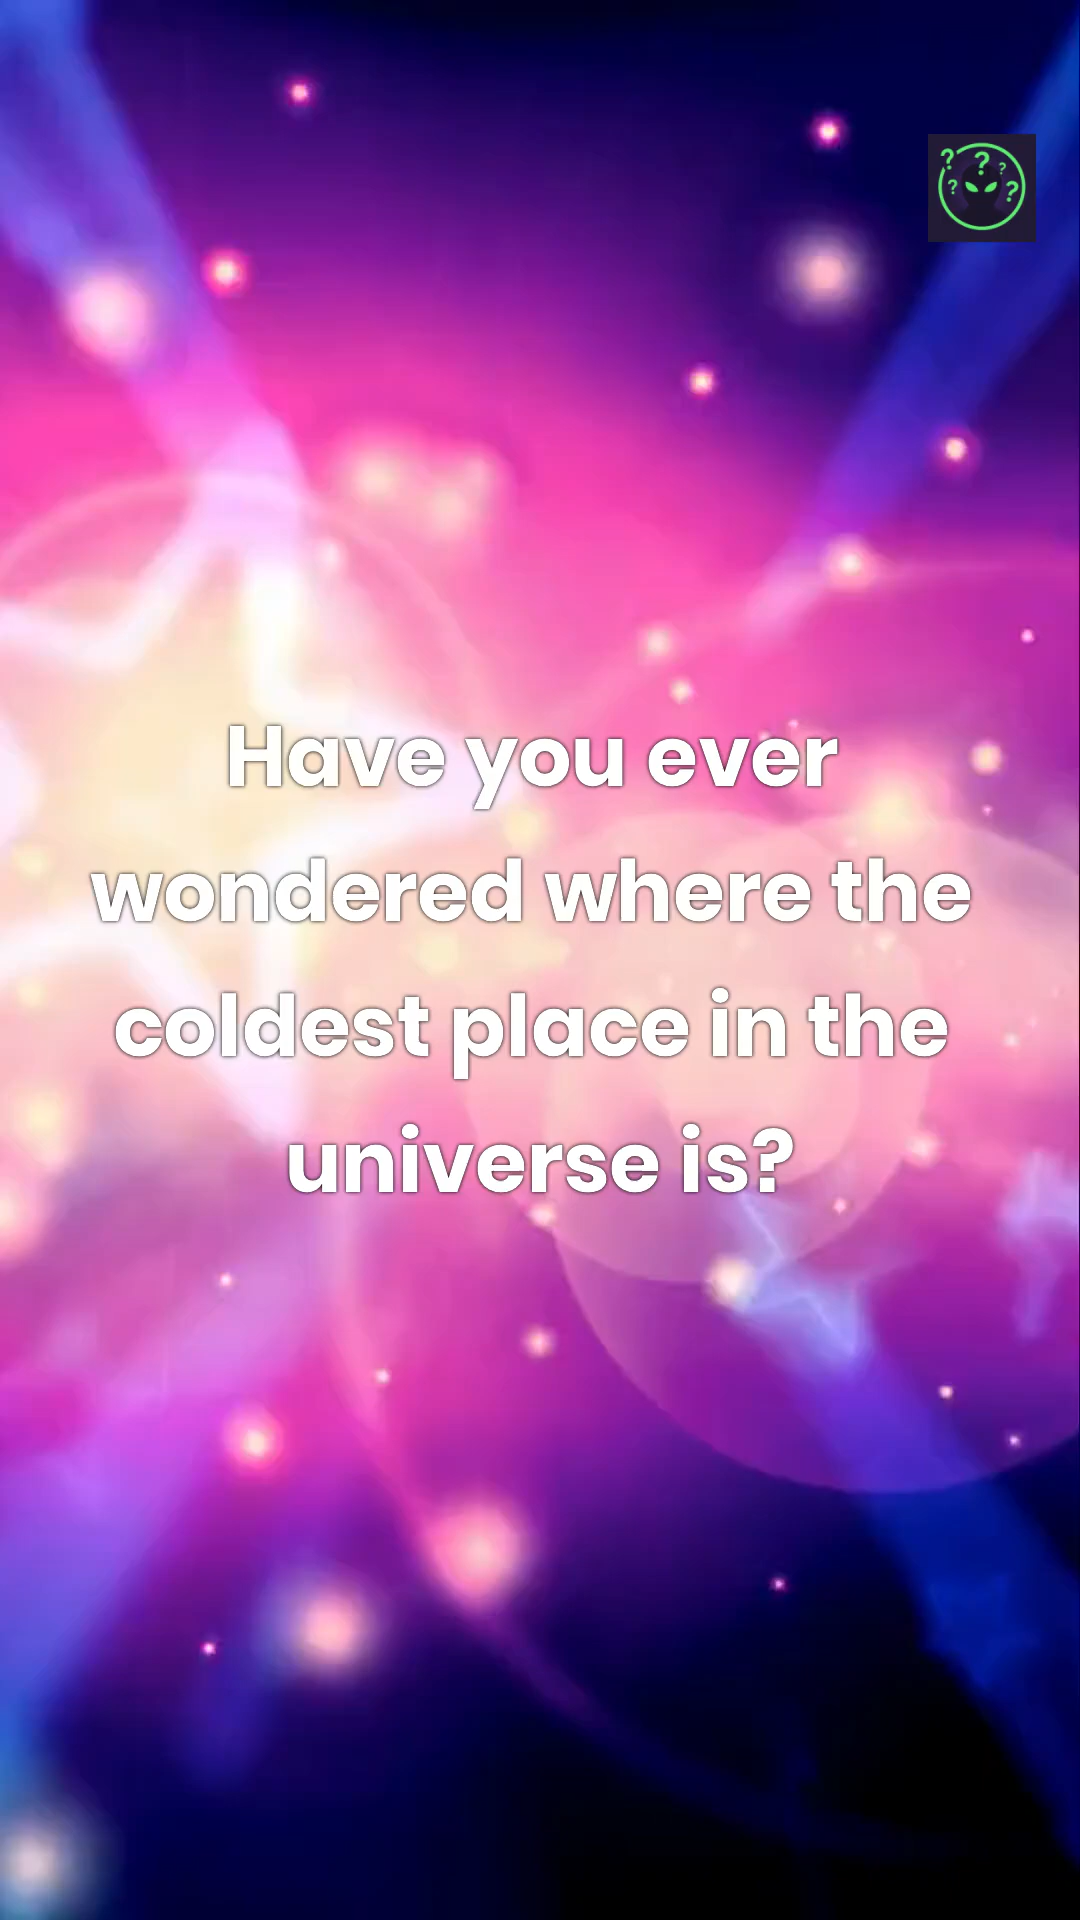 Have you ever
wondered where the
coldest place in the
universe is?